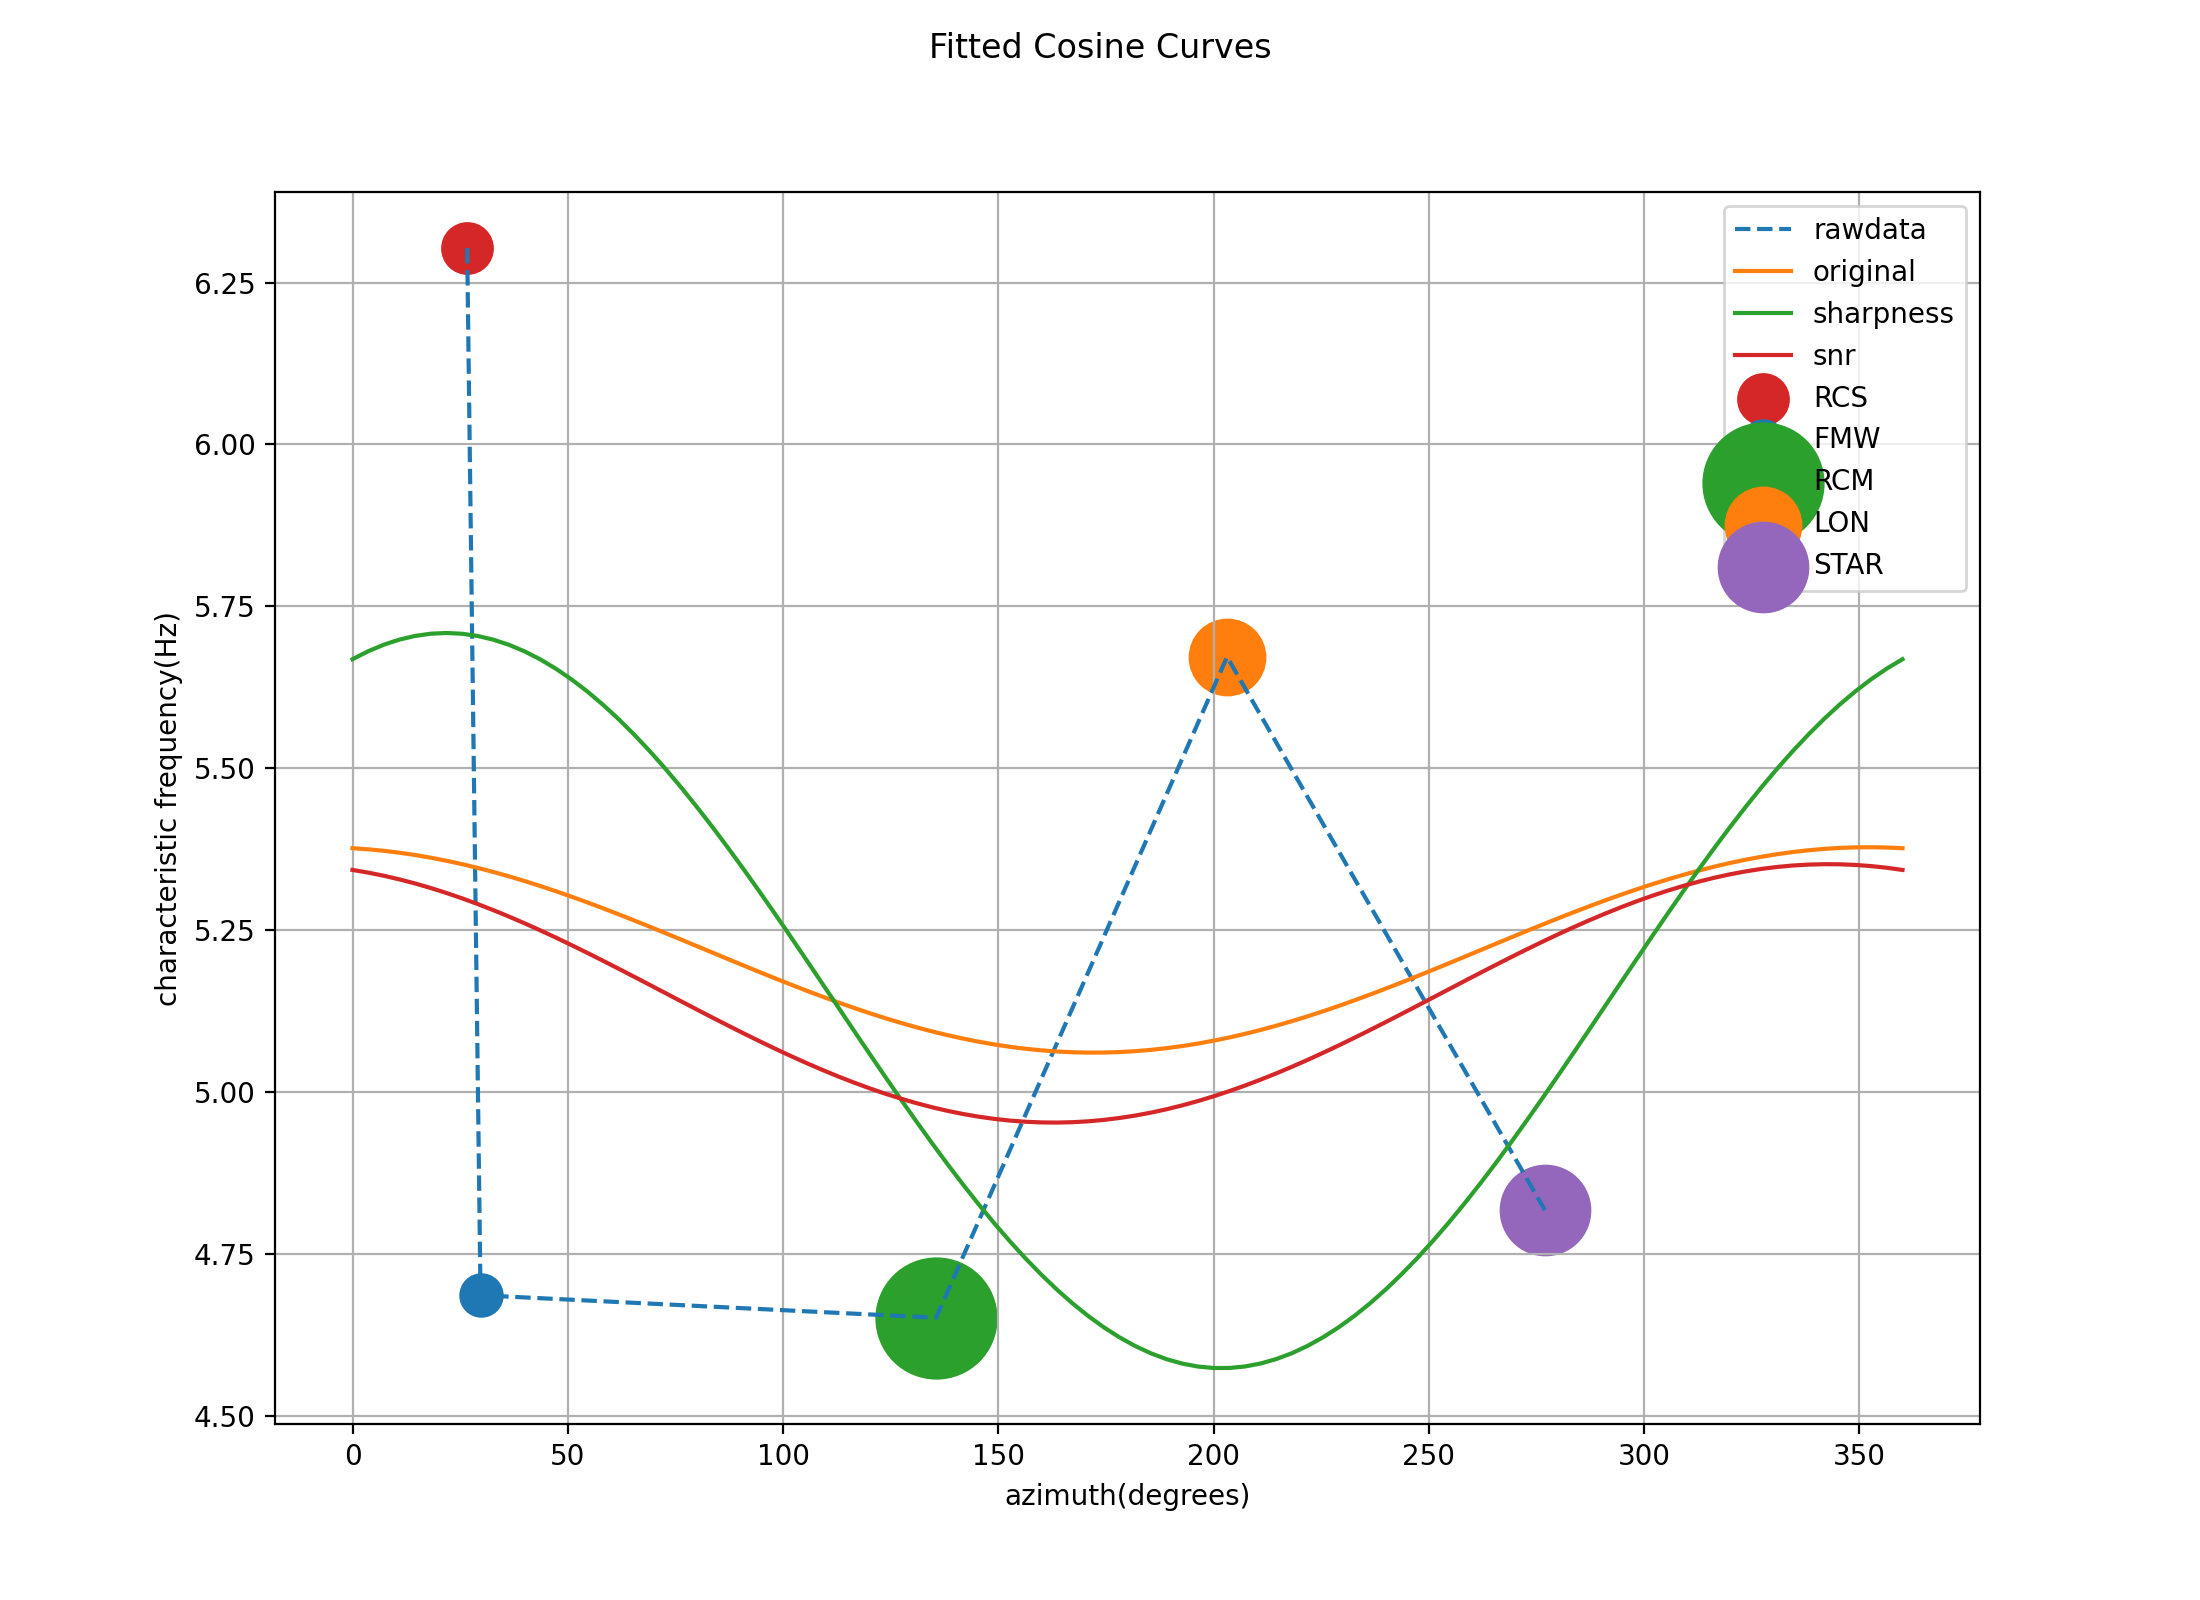 Fitted Cosine Curves
6.25
6.00
5.75
5.50
5.25
5.00
4.75
4.50
characteristic frequency(Hz)
rawdata
original
sharpness
snr
RCS
FMW
RCM
LON
STAR
0 50 100 150 200 250 300 350
azimuth(degrees)